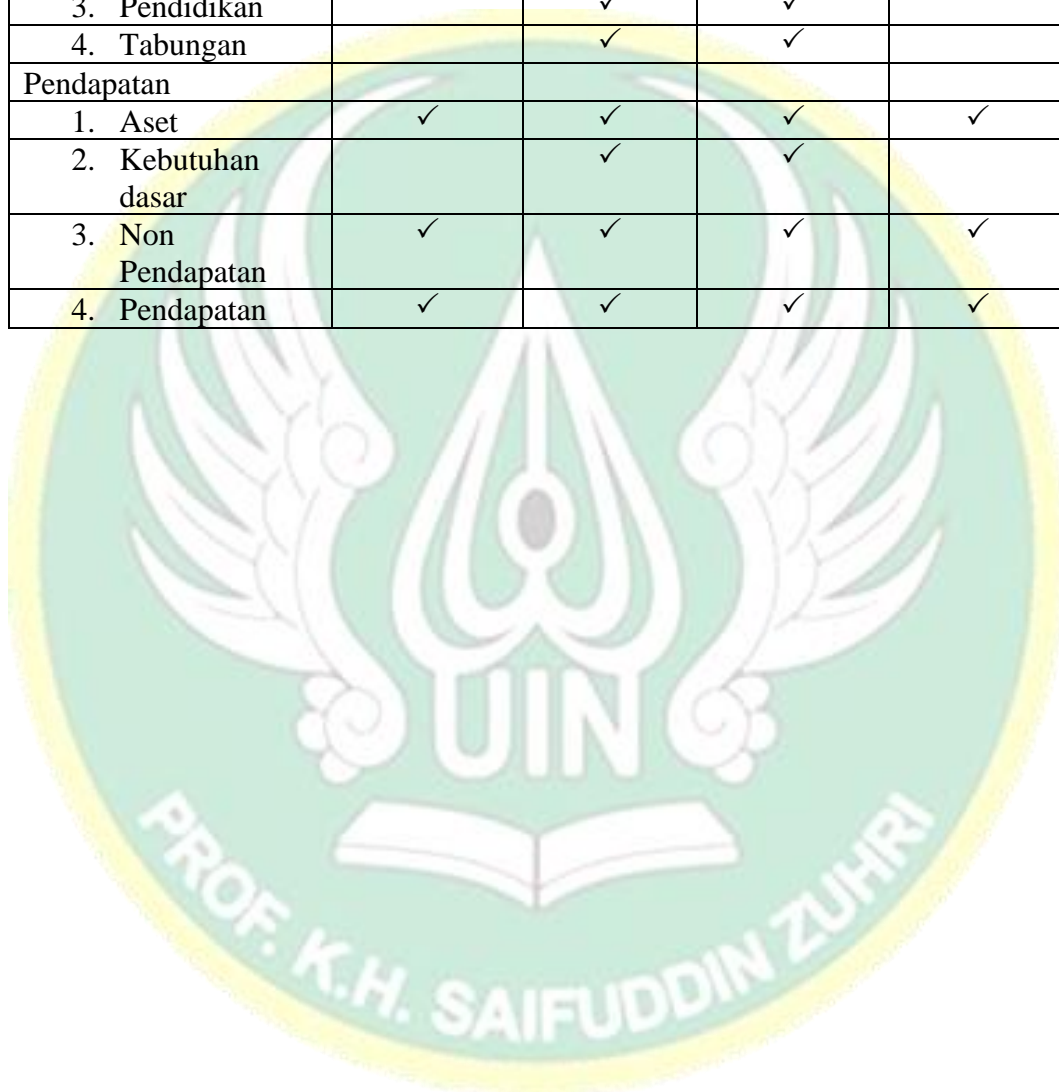 3. Pendidikan ✓ ✓
4. Tabungan ✓ ✓
Pendapatan
1. Aset ✓ ✓ ✓ ✓
2. Kebutuhan ✓ ✓
dasar
3. Non ✓ ✓ ✓ ✓
Pendapatan
4. Pendapatan ✓ ✓ ✓ ✓
UIN
PROF. K.H. SAIFUDDIN ZUHRI